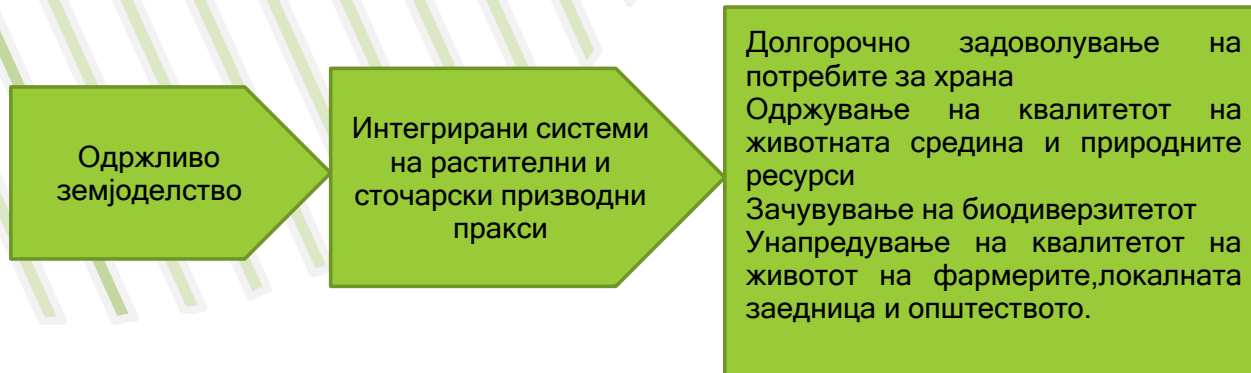 Одржливо
земјоделство
Интегрирани системи
на растителни и
сточарски призводни
пракси
Долгорочно задоволување на
потребите за храна
Одржување на квалитетот на
животната средина и природните
ресурси
Зачувување на биодиверзитетот
Унапредување на квалитетот на
животот на фармерите,локалната
заедница и општеството.